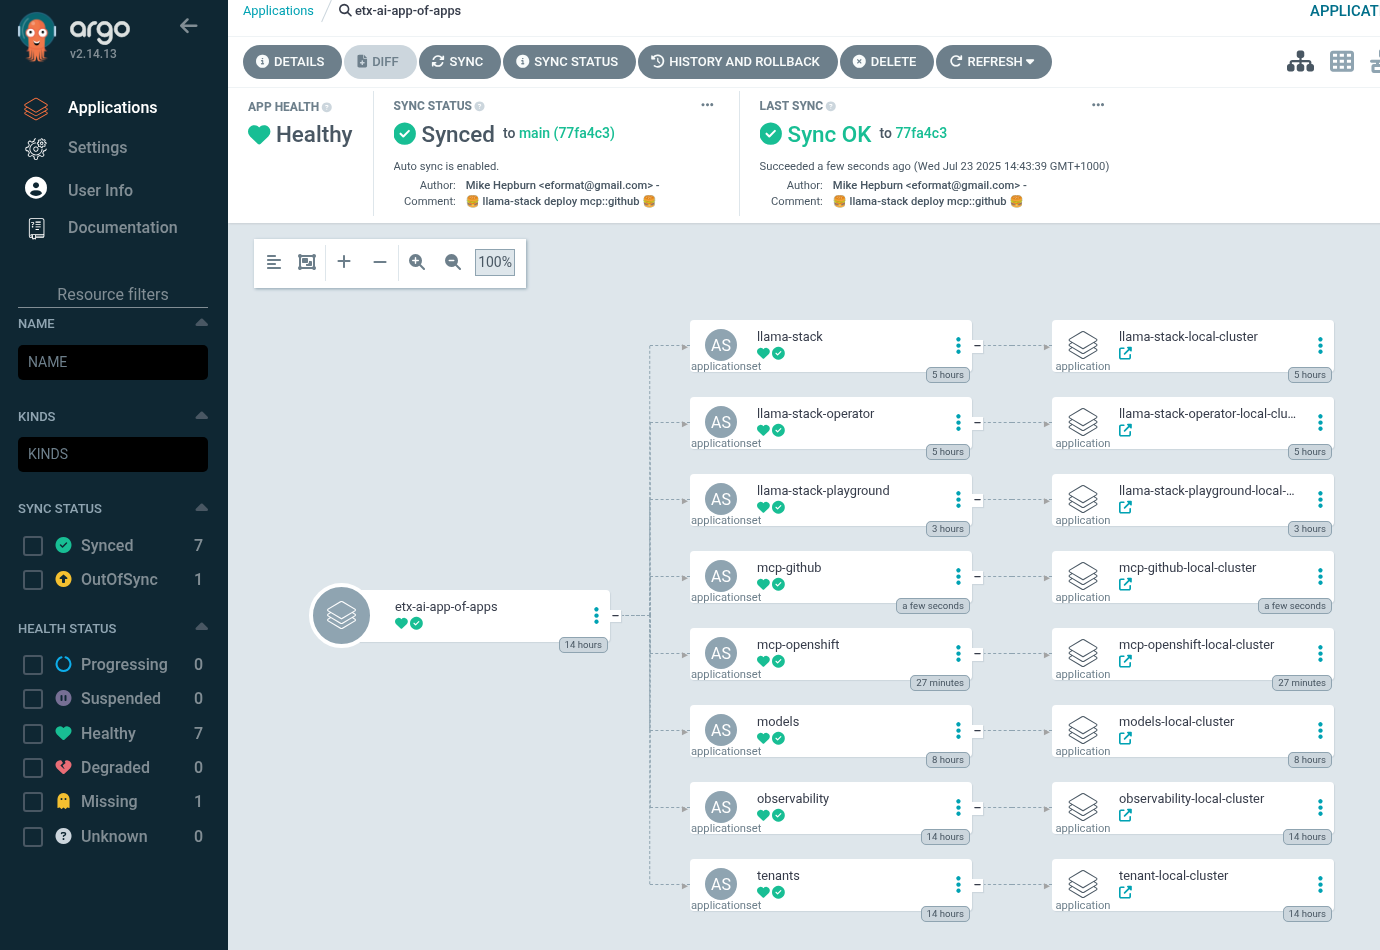 argo
v2.14.13
Applications
Settings
User Info
Documentation
Resource filters
NAME
NAME
KINDS
KINDS
SYNC STATUS
Synced 7
OutOfSync 1
HEALTH STATUS
Progressing 0
Suspended 0
Healthy 7
Degraded 0
Missing 1
Unknown 0
Applications / etx-ai-app-of-apps
APPLICAT
DETAILS DIFF SYNC SYNC STATUS HISTORY AND ROLLBACK DELETE REFRESH
APP HEALTH
Healthy
SYNC STATUS
Synced to main (77fa4c3)
Auto sync is enabled.
Author: Mike Hepburn <eformat@gmail.com> -
Comment: 🍔 llama-stack deploy mcp::github 🍔
LAST SYNC
Sync OK to 77fa4c3
Succeeded a few seconds ago (Wed Jul 23 2025 14:43:39 GMT+1000)
Author: Mike Hepburn <eformat@gmail.com> -
Comment: 🍔 llama-stack deploy mcp::github 🍔
100%
etx-ai-app-of-apps
14 hours
AS
llama-stack
applicationset
5 hours
llama-stack-local-cluster
application
5 hours
AS
llama-stack-operator
applicationset
5 hours
llama-stack-operator-local-clu...
application
5 hours
AS
llama-stack-playground
applicationset
3 hours
llama-stack-playground-local-...
application
3 hours
AS
mcp-github
applicationset
a few seconds
mcp-github-local-cluster
application
a few seconds
AS
mcp-openshift
applicationset
27 minutes
mcp-openshift-local-cluster
application
27 minutes
AS
models
applicationset
8 hours
models-local-cluster
application
8 hours
AS
observability
applicationset
14 hours
observability-local-cluster
application
14 hours
AS
tenants
applicationset
14 hours
tenant-local-cluster
application
14 hours